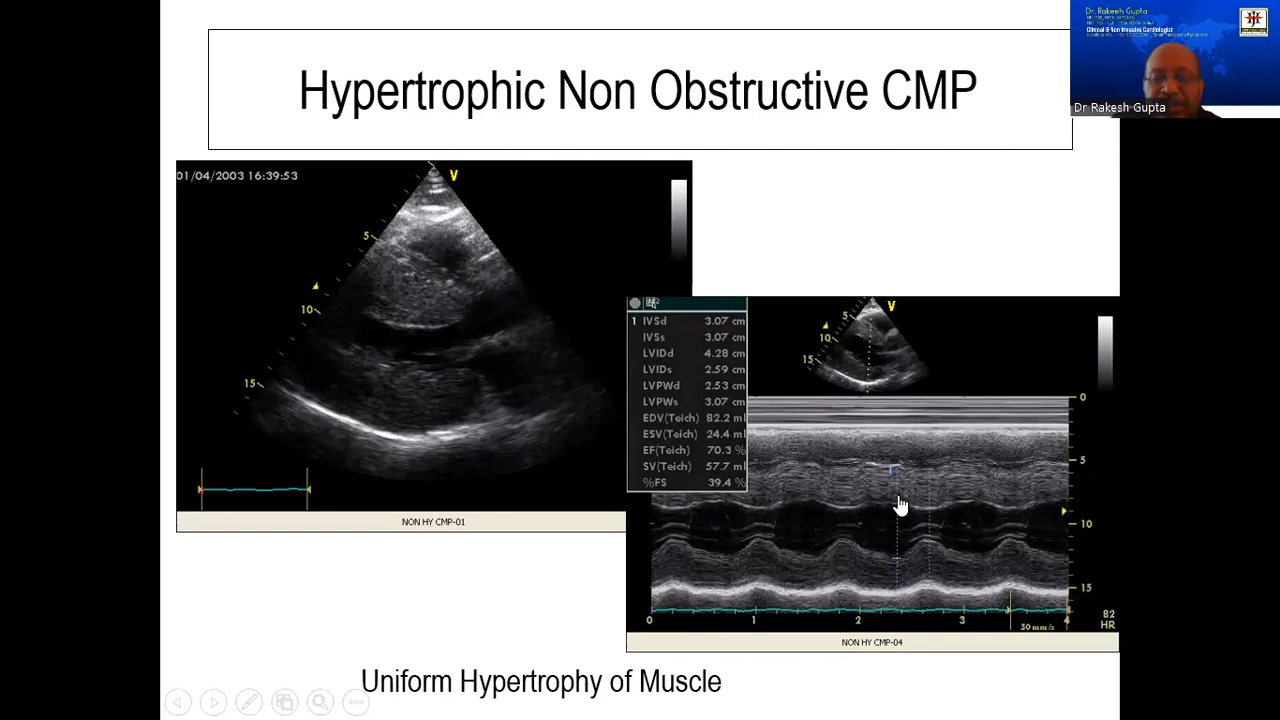 Hypertrophic Non Obstructive CMP
Dr. Rakesh Gupta
Clinical & Non Invasive Cardiologist
Dr Rakesh Gupta
01/04/2003 16:39:53
V
5
10
15
NON HY CMP-01
1 IVSd 3.07 cm
IVSs 3.07 cm
LVIDd 4.28 cm
LVIDs 2.59 cm
LVPWd 2.53 cm
LVPWs 3.07 cm
EDV(Teich) 82.2 ml
ESV(Teich) 24.4 ml
EF(Teich) 70.3 %
SV(Teich) 57.7 ml
%FS 39.4 %
V
5
10
15
0
5
10
15
82
HR
0 1 2 3 4
50 mm/s
NON HY CMP-04
Uniform Hypertrophy of Muscle